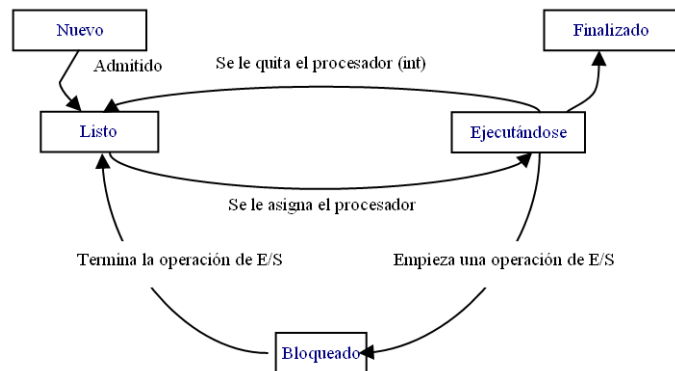 Nuevo
Finalizado
Admitido
Se le quita el procesador (int)
Listo
Ejecutándose
Se le asigna el procesador
Termina la operación de E/S
Empieza una operación de E/S
Bloqueado